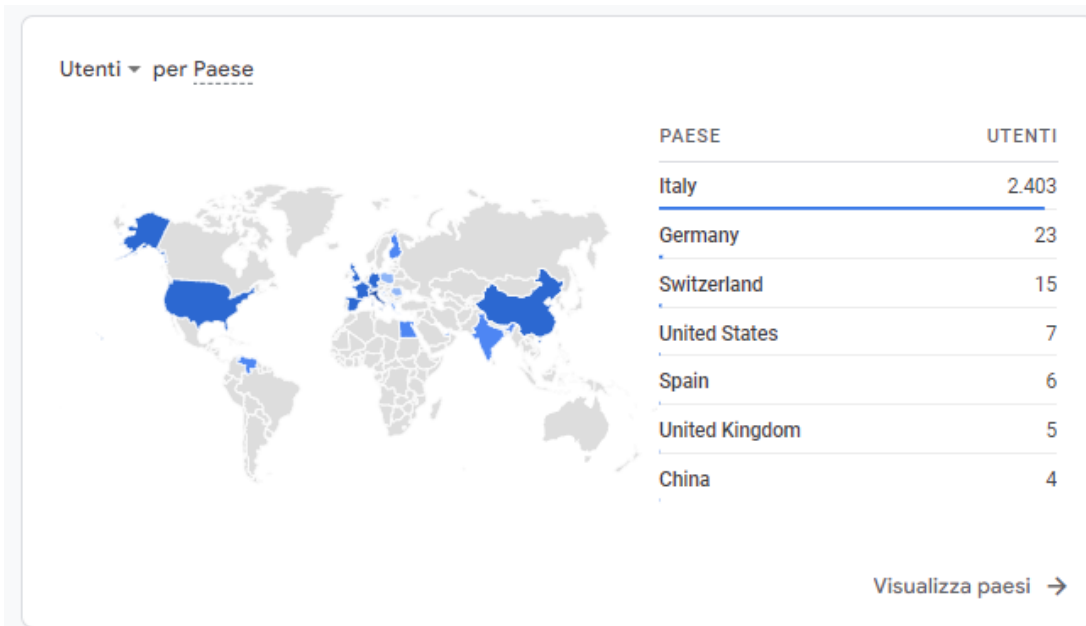 Utenti per Paese
PAESE UTENTI
Italy 2.403
Germany 23
Switzerland 15
United States 7
Spain 6
United Kingdom 5
China 4
Visualizza paesi